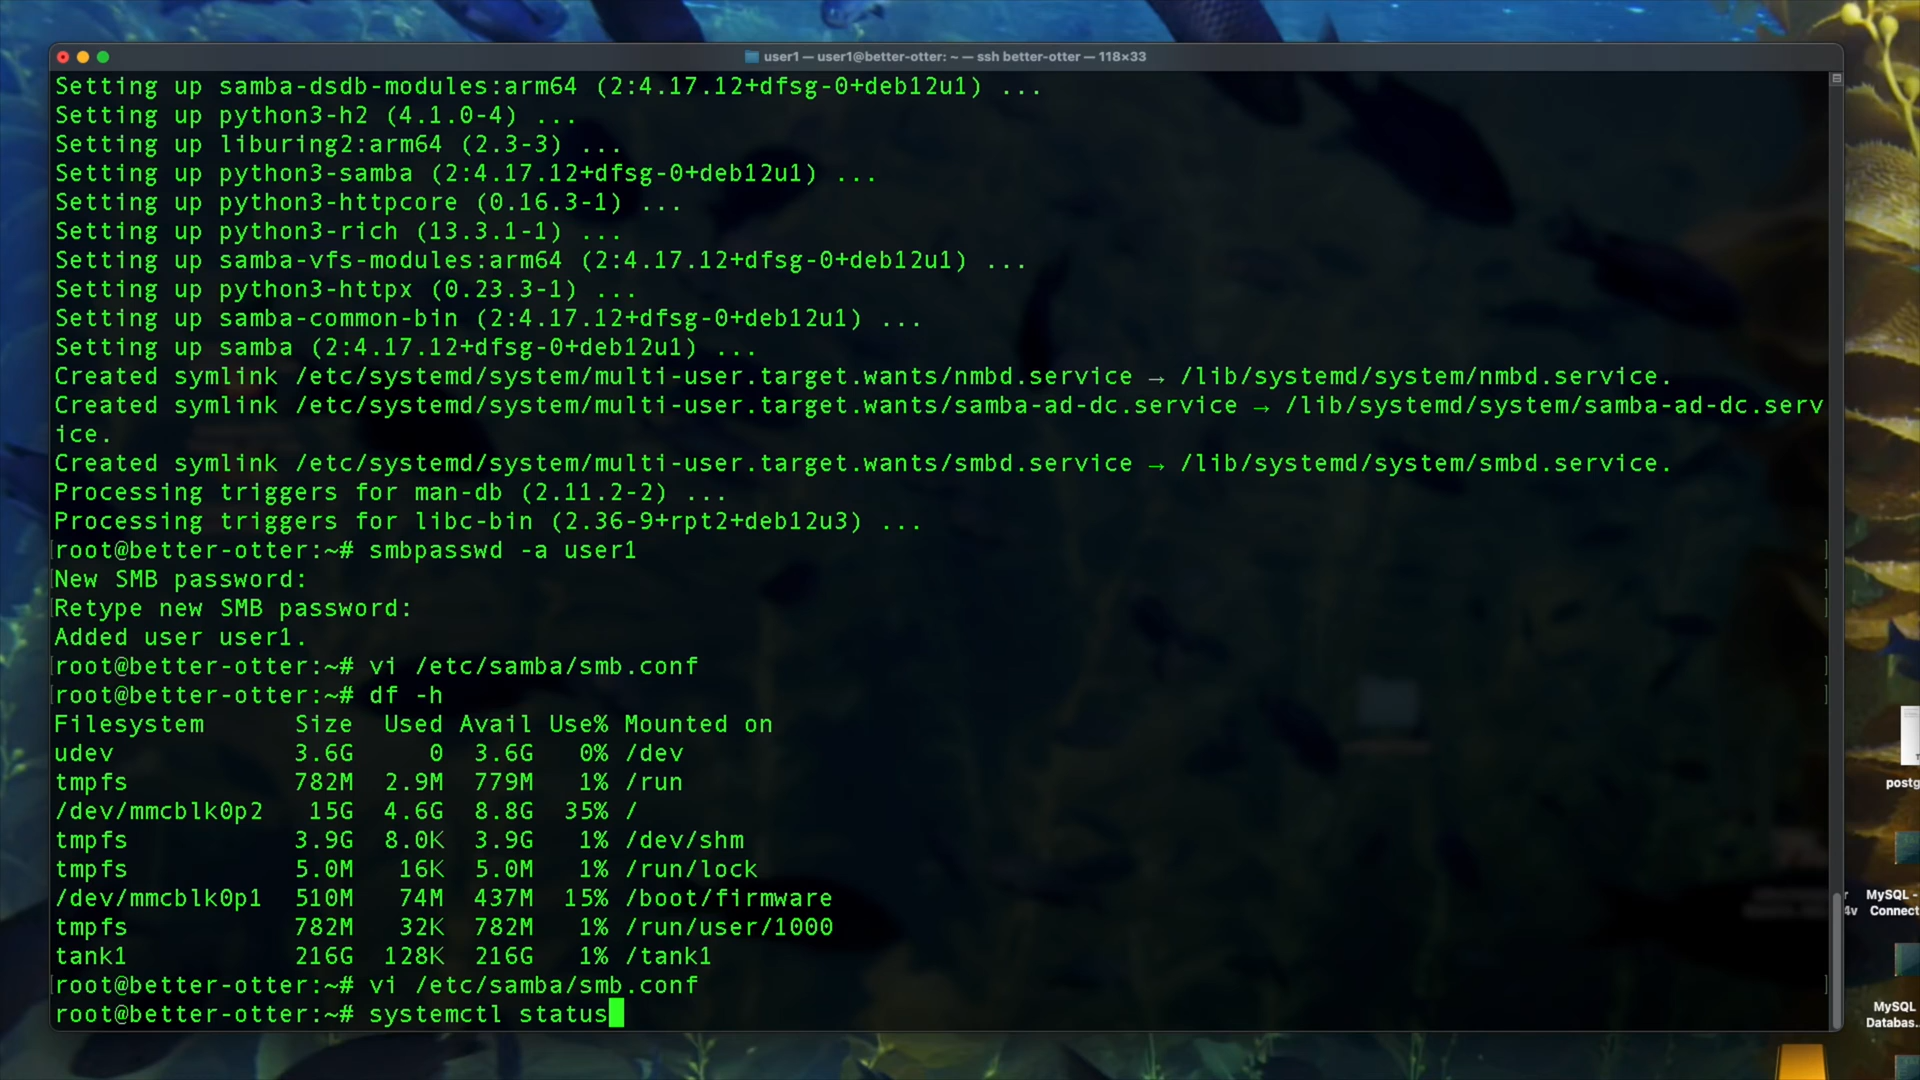 user1 — user1@better-otter: ~ — ssh better-otter — 118×33
Setting up samba-dsdb-modules:arm64 (2:4.17.12+dfsg-0+deb12u1) ...
Setting up python3-h2 (4.1.0-4) ...
Setting up liburing2:arm64 (2.3-3) ...
Setting up python3-samba (2:4.17.12+dfsg-0+deb12u1) ...
Setting up python3-httpcore (0.16.3-1) ...
Setting up python3-rich (13.3.1-1) ...
Setting up samba-vfs-modules:arm64 (2:4.17.12+dfsg-0+deb12u1) ...
Setting up python3-httpx (0.23.3-1) ...
Setting up samba-common-bin (2:4.17.12+dfsg-0+deb12u1) ...
Setting up samba (2:4.17.12+dfsg-0+deb12u1) ...
Created symlink /etc/systemd/system/multi-user.target.wants/nmbd.service → /lib/systemd/system/nmbd.service.
Created symlink /etc/systemd/system/multi-user.target.wants/samba-ad-dc.service → /lib/systemd/system/samba-ad-dc.serv
ice.
Created symlink /etc/systemd/system/multi-user.target.wants/smbd.service → /lib/systemd/system/smbd.service.
Processing triggers for man-db (2.11.2-2) ...
Processing triggers for libc-bin (2.36-9+rpt2+deb12u3) ...
root@better-otter:~# smbpasswd -a user1
New SMB password:
Retype new SMB password:
Added user user1.
root@better-otter:~# vi /etc/samba/smb.conf
root@better-otter:~# df -h
Filesystem      Size  Used Avail Use% Mounted on
udev            3.6G     0  3.6G   0% /dev
tmpfs           782M  2.9M  779M   1% /run
/dev/mmcblk0p2   15G  4.6G  8.8G  35% /
tmpfs           3.9G  8.0K  3.9G   1% /dev/shm
tmpfs           5.0M   16K  5.0M   1% /run/lock
/dev/mmcblk0p1  510M   74M  437M  15% /boot/firmware
tmpfs           782M   32K  782M   1% /run/user/1000
tank1           216G  128K  216G   1% /tank1
root@better-otter:~# vi /etc/samba/smb.conf
root@better-otter:~# systemctl status
postg
MySQL -
4v Connect
MySQL
Databas...